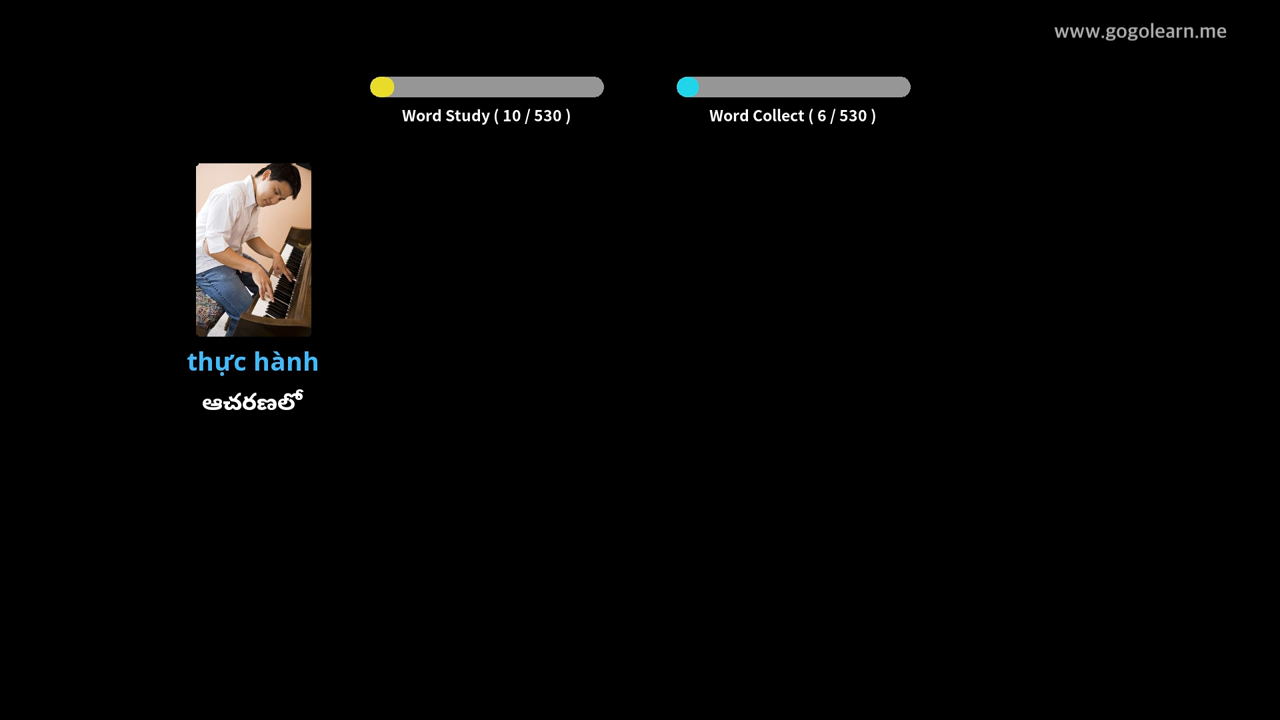 www.gogolearn.me
Word Study ( 10 / 530 )
Word Collect ( 6 / 530 )
thực hành
ఆచరణలో